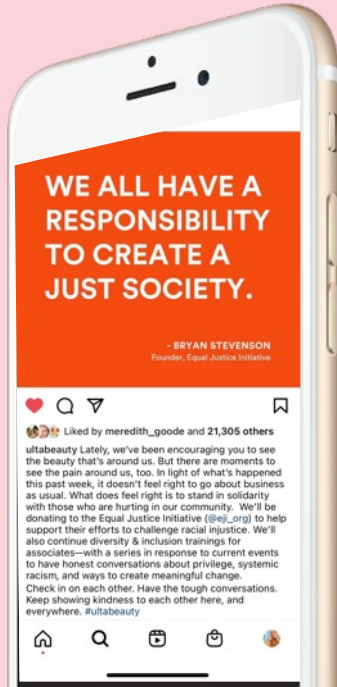 WE ALL HAVE A
RESPONSIBILITY
TO CREATE A
JUST SOCIETY.
- BRYAN STEVENSON
Founder, Equal Justice Initiative
Liked by meredith_goode and 21,305 others
ultabeauty Lately, we've been encouraging you to see
the beauty that's around us. But there are moments to
see the pain around us, too. In light of what's happened
this past week, it doesn't feel right to go about business
as usual. What does feel right is to stand in solidarity
with those who are hurting in our community.  We'll be
donating to the Equal Justice Initiative (@eji_org) to help
support their efforts to challenge racial injustice. We'll
also continue diversity & inclusion trainings for
associates—with a series in response to current events
to have honest conversations about privilege, systemic
racism, and ways to create meaningful change.
Check in on each other. Have the tough conversations.
Keep showing kindness to each other here, and
everywhere. #ultabeauty